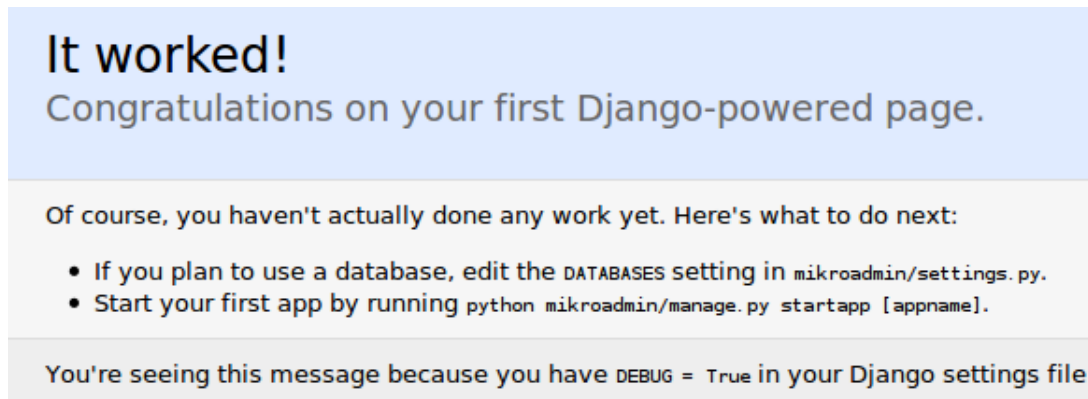 It worked!
Congratulations on your first Django-powered page.
Of course, you haven't actually done any work yet. Here's what to do next:
• If you plan to use a database, edit the DATABASES setting in mikroadmin/settings.py.
• Start your first app by running python mikroadmin/manage.py startapp [appname].
You're seeing this message because you have DEBUG = True in your Django settings file